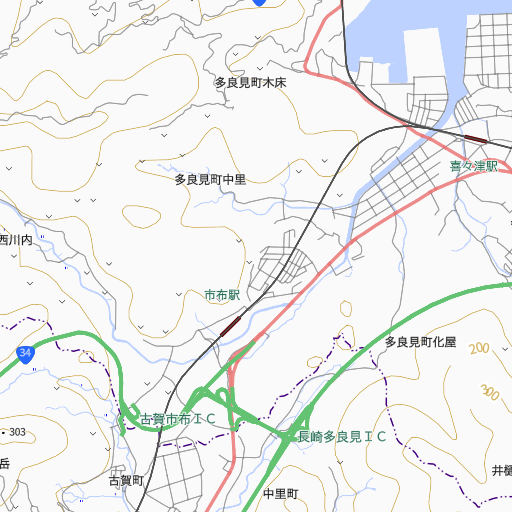 多良見町木床
喜々津駅
多良見町中里
西川内
市布駅
多良見町化屋
34
200
300
古賀市布ＩＣ
・303
長崎多良見ＩＣ
岳
井樋
古賀町
中里町